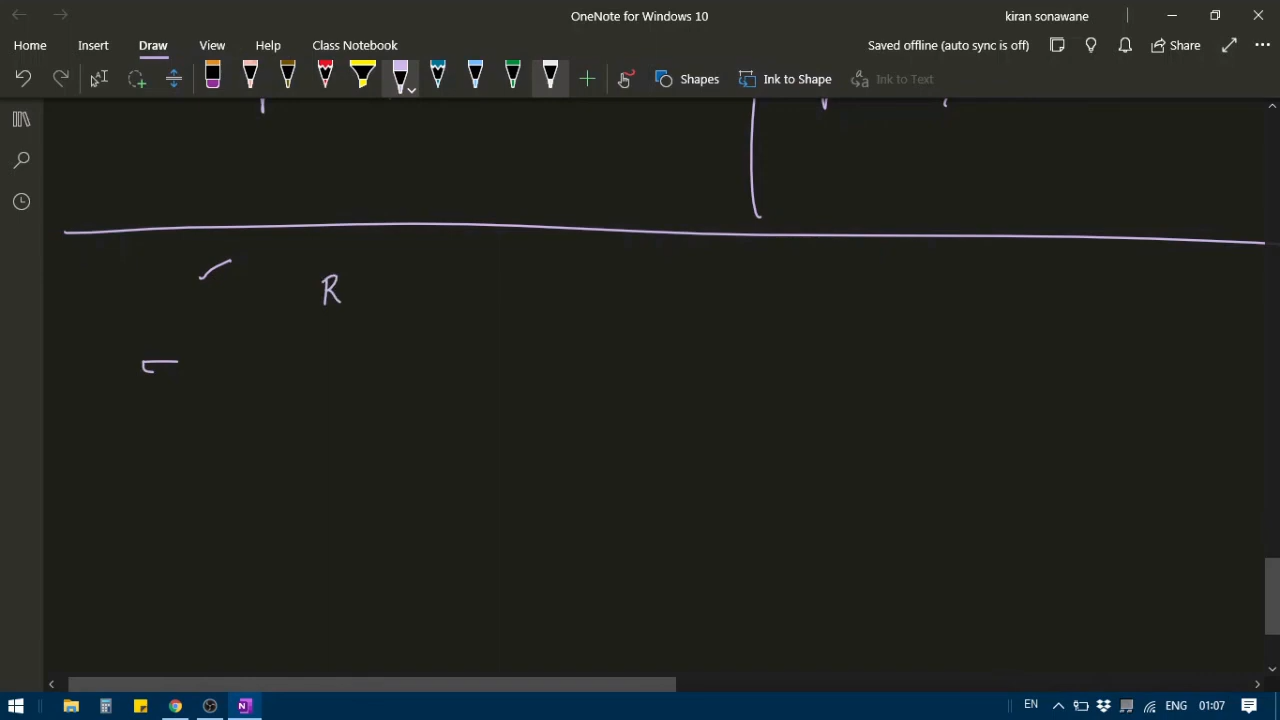 OneNote for Windows 10
kiran sonawane
Home
Insert
Draw
View
Help
Class Notebook
Saved offline (auto sync is off)
Share
Shapes
Ink to Shape
Ink to Text
R
EN
ENG
01:07